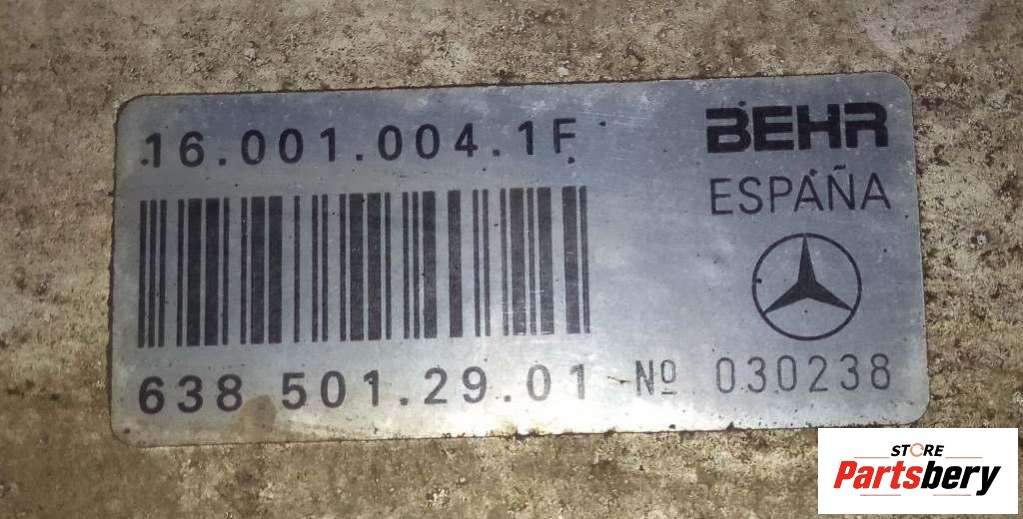 16.001.004.1F
BEHR
ESPAÑA
638 501.29.01 Nº 030238
STORE
Partsbery